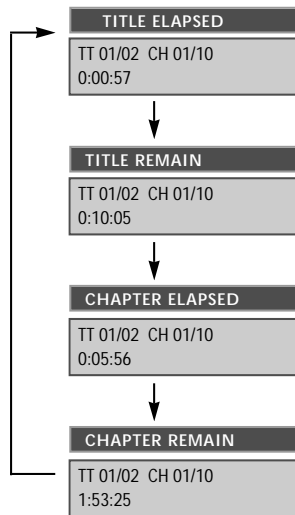 TITLE ELAPSED
TT 01/02 CH 01/10
0:00:57
TITLE REMAIN
TT 01/02 CH 01/10
0:10:05
CHAPTER ELAPSED
TT 01/02 CH 01/10
0:05:56
CHAPTER REMAIN
TT 01/02 CH 01/10
1:53:25